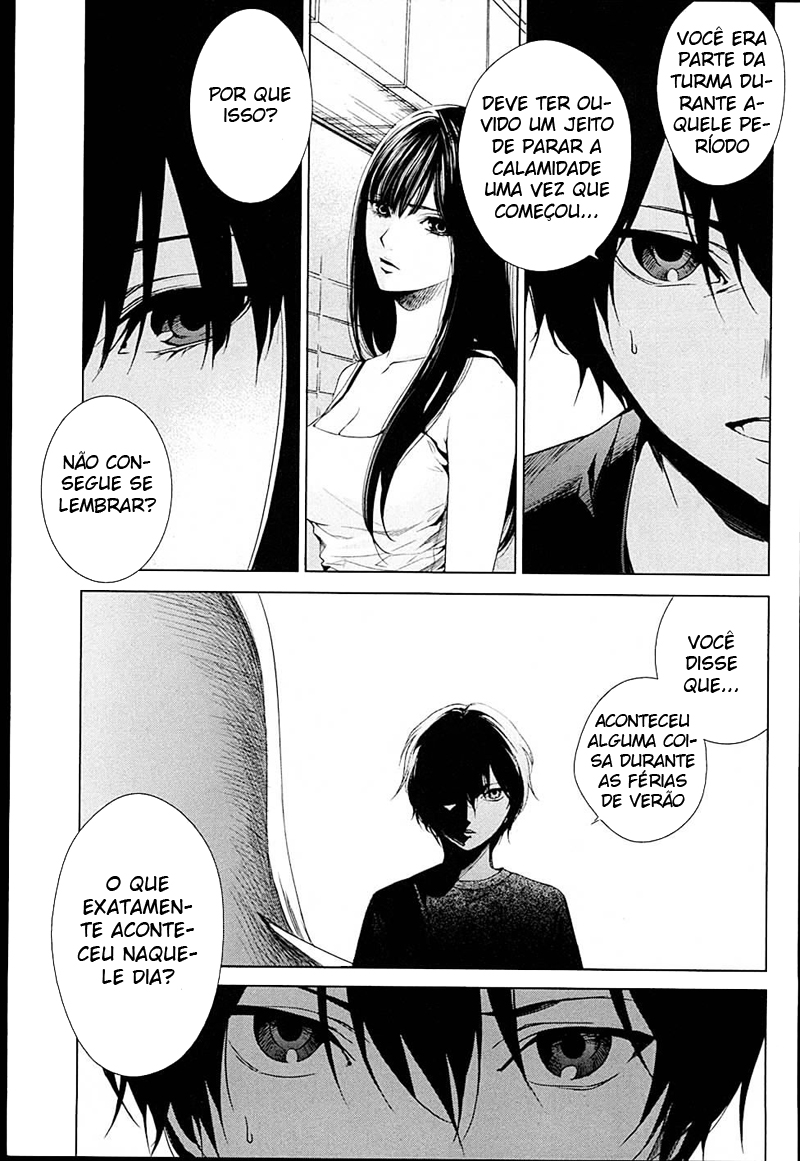 VOCÊ ERA
PARTE DA
TURMA DU-
RANTE A-
QUELE PE-
RÍODO
DEVE TER OU-
VIDO UM JEITO
DE PARAR A
CALAMIDADE
UMA VEZ QUE
COMEÇOU...
POR QUE
ISSO?
NÃO CON-
SEGUE SE
LEMBRAR?
VOCÊ
DISSE
QUE...
ACONTECEU
ALGUMA COI-
SA DURANTE
AS FÉRIAS
DE VERÃO
O QUE
EXATAMEN-
TE ACONTE-
CEU NAQUE-
LE DIA?